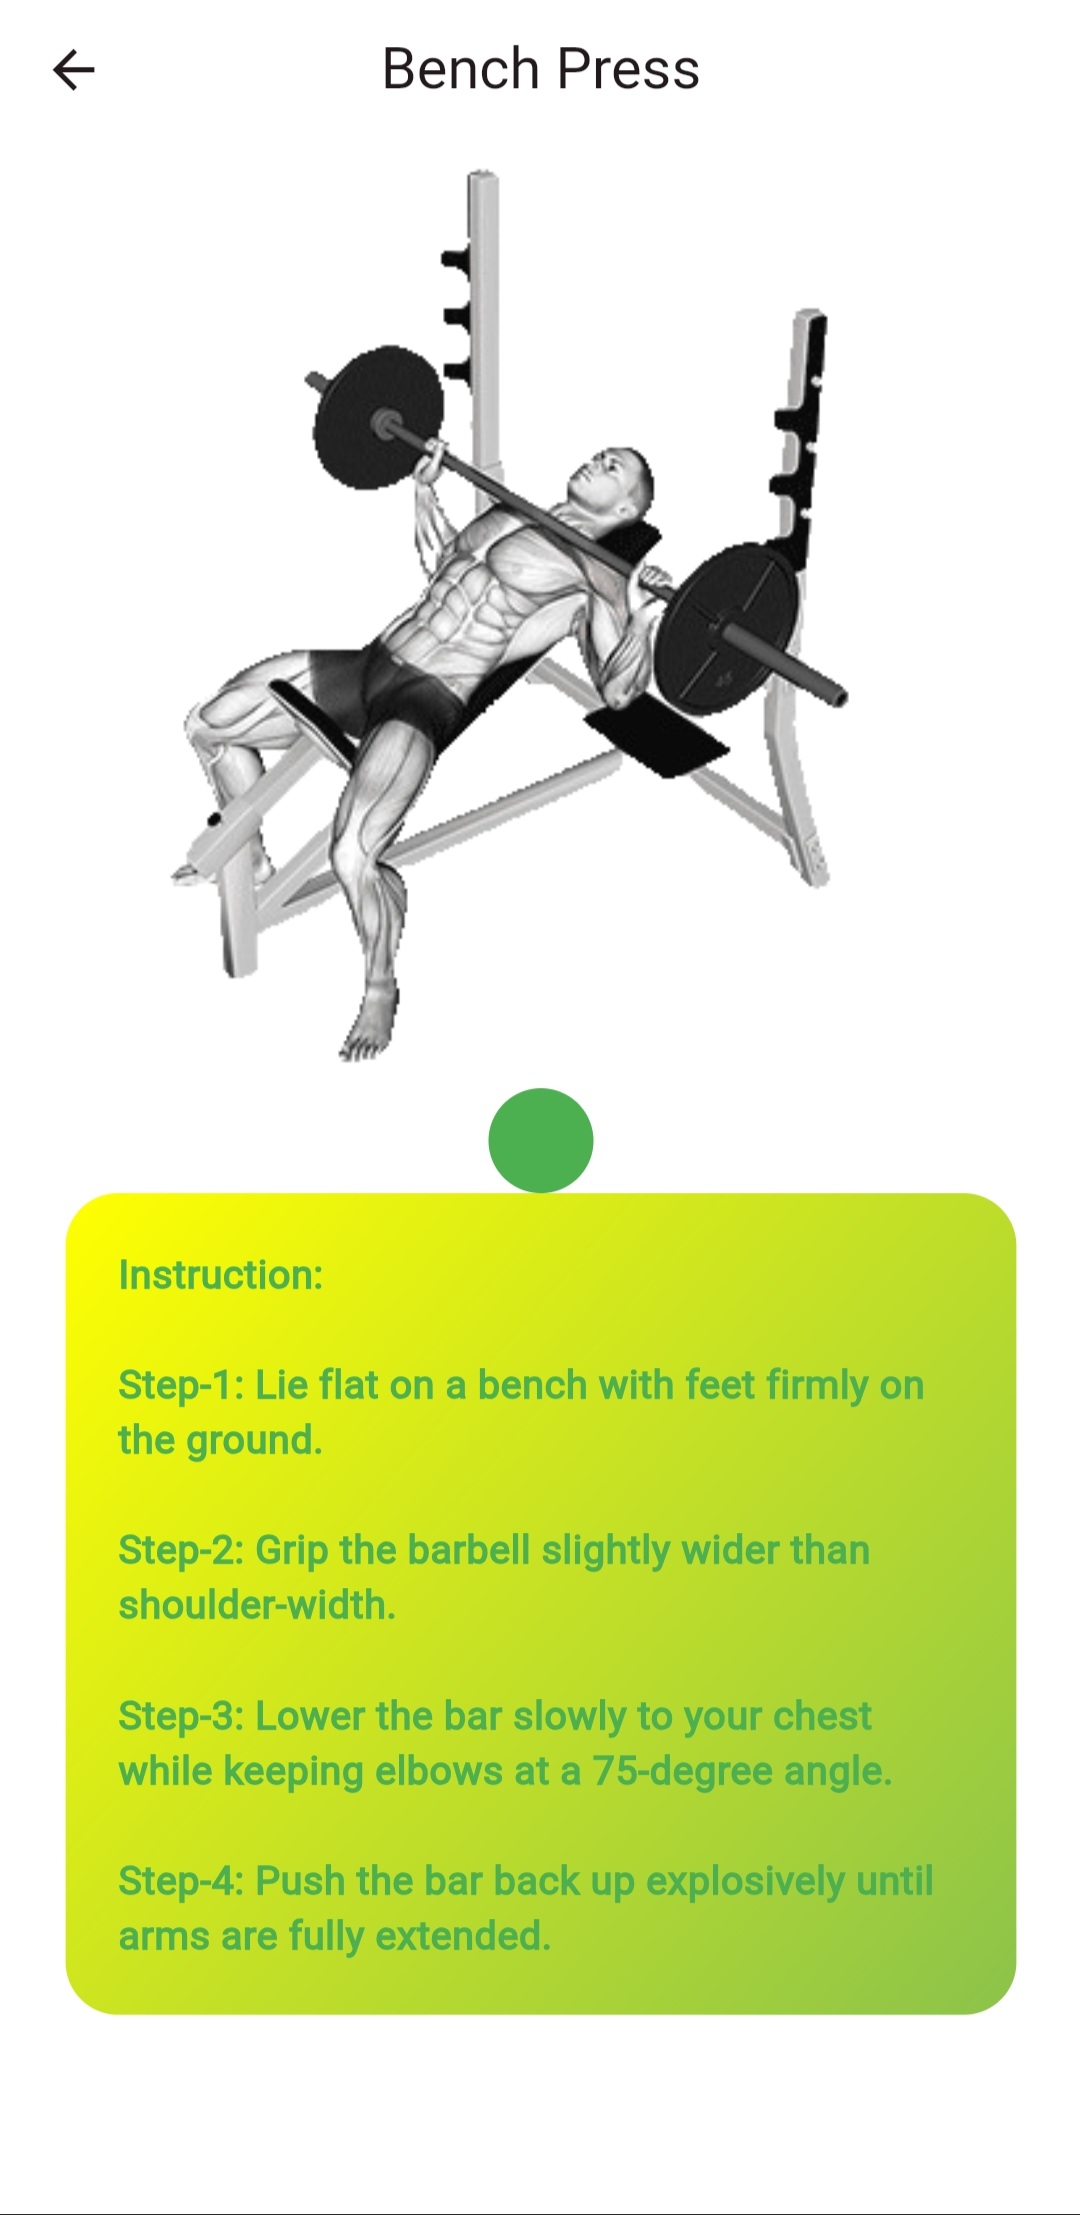 Bench Press
Instruction:
Step-1: Lie flat on a bench with feet firmly on
the ground.
Step-2: Grip the barbell slightly wider than
shoulder-width.
Step-3: Lower the bar slowly to your chest
while keeping elbows at a 75-degree angle.
Step-4: Push the bar back up explosively until
arms are fully extended.